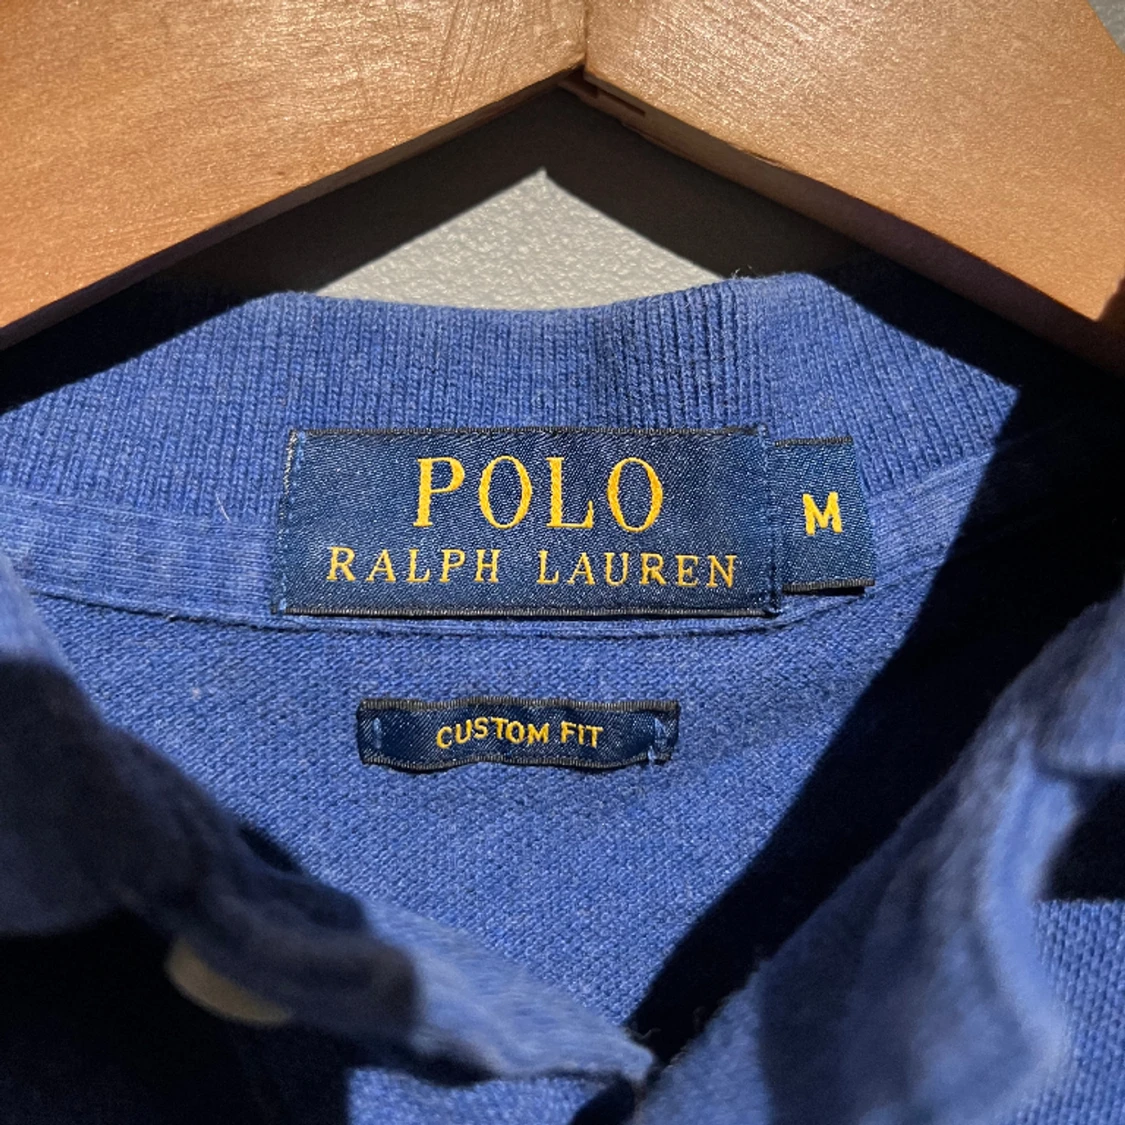 POLO
RALPH LAUREN
M
CUSTOM FIT